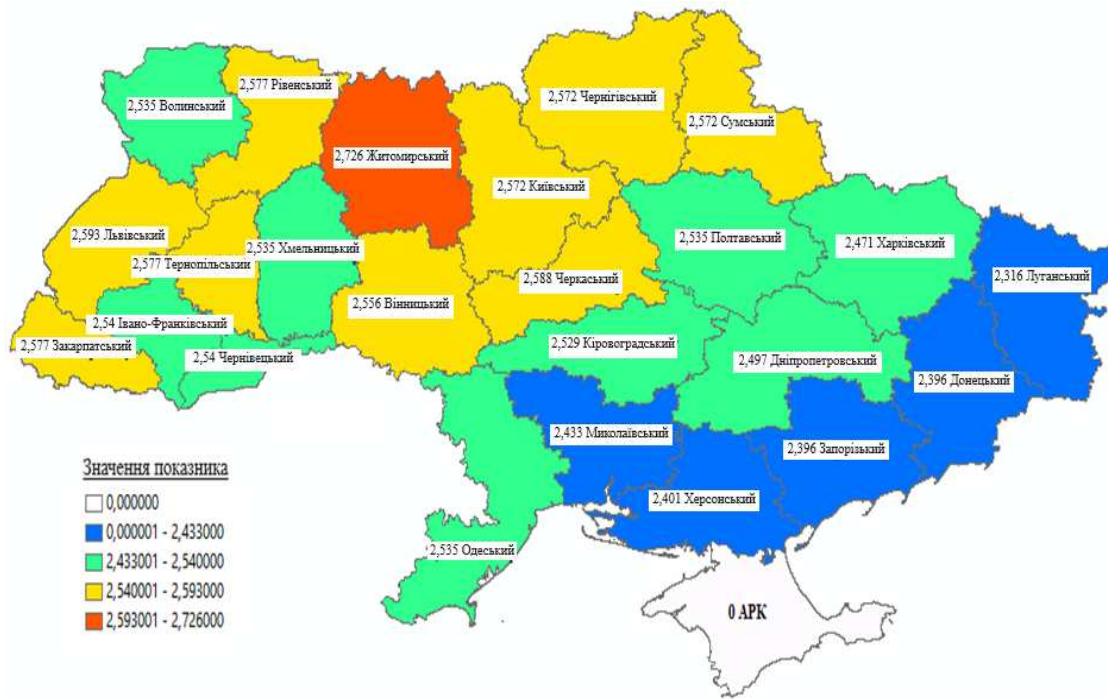 2,577 Рівенський
2,535 Волинський
2,572 Чернігівський
2,572 Сумський
2,726 Житомирський
2,572 Київський
2,593 Львівський
2,535 Хмельницький
2,577 Тернопільський
2,535 Полтавський
2,471 Харківський
2,316 Луганський
2,588 Черкаський
2,556 Вінницький
2,54 Івано-Франківський
2,577 Закарпатський
2,54 Чернівецький
2,529 Кіровоградський
2,497 Дніпропетровський
2,396 Донецький
2,433 Миколаївський
2,396 Запорізький
2,401 Херсонський
2,535 Одеський
0 АРК
Значення показника
0,000000
0,000001 - 2,433000
2,433001 - 2,540000
2,540001 - 2,593000
2,593001 - 2,726000